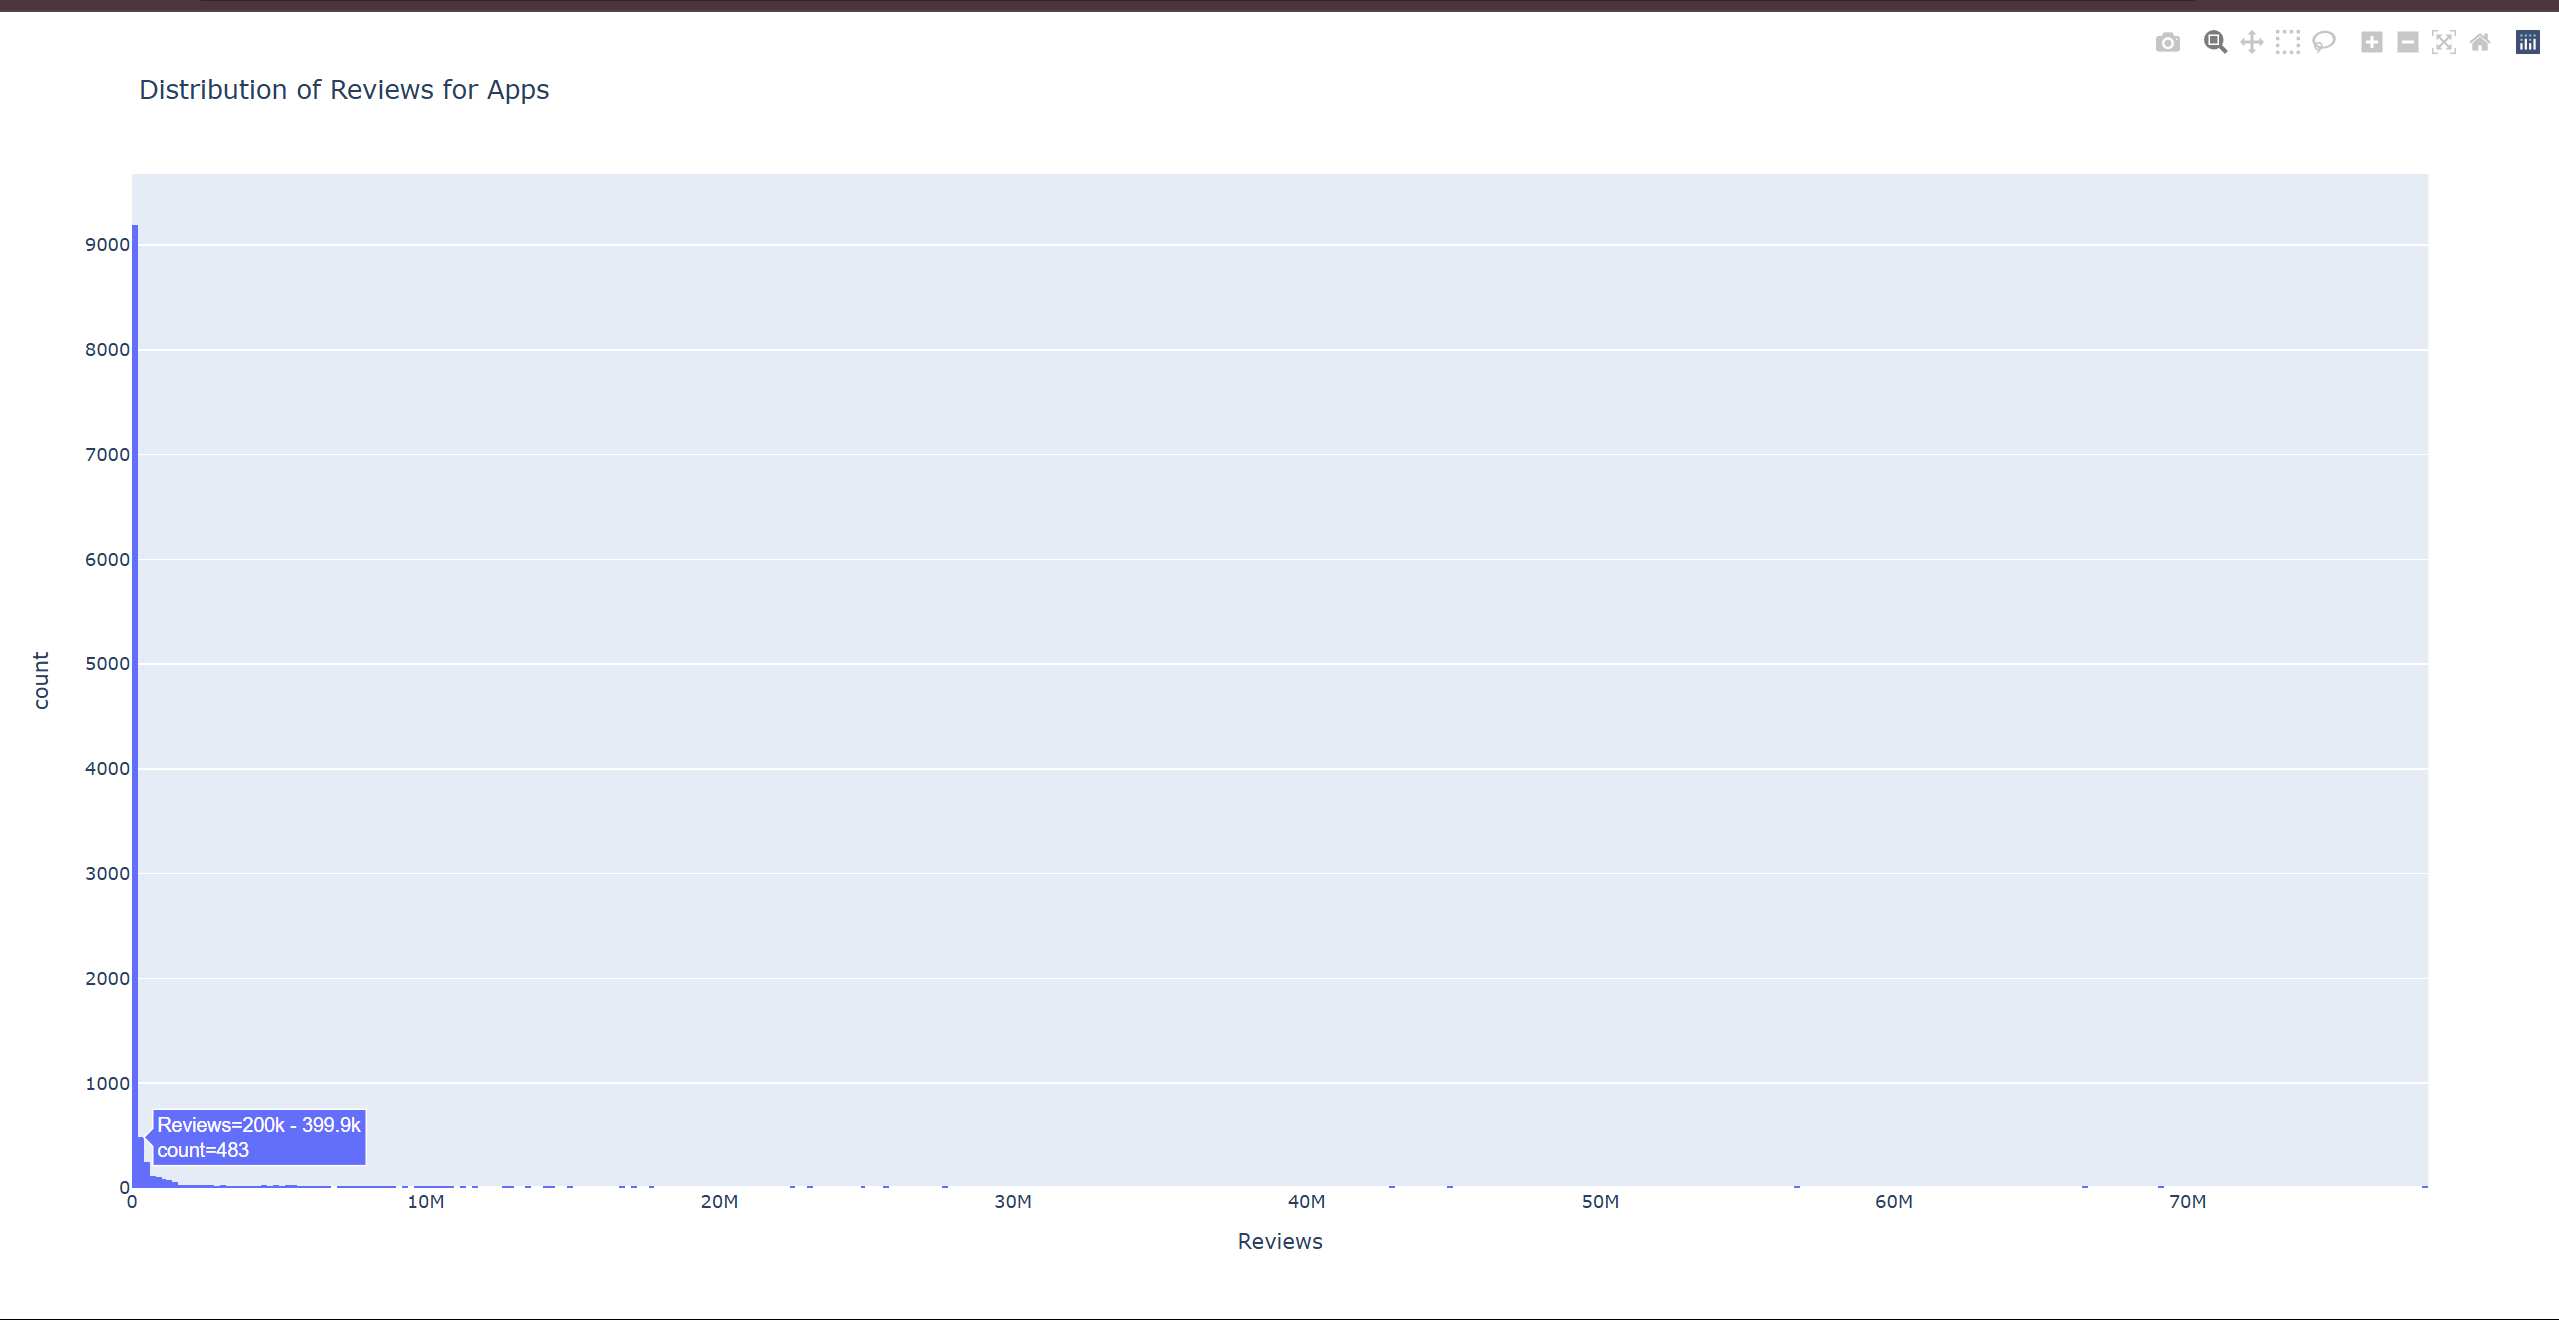 Distribution of Reviews for Apps
9000
8000
7000
6000
5000
4000
3000
2000
1000
0
count
Reviews=200k - 399.9k
count=483
0
10M
20M
30M
40M
50M
60M
70M
Reviews